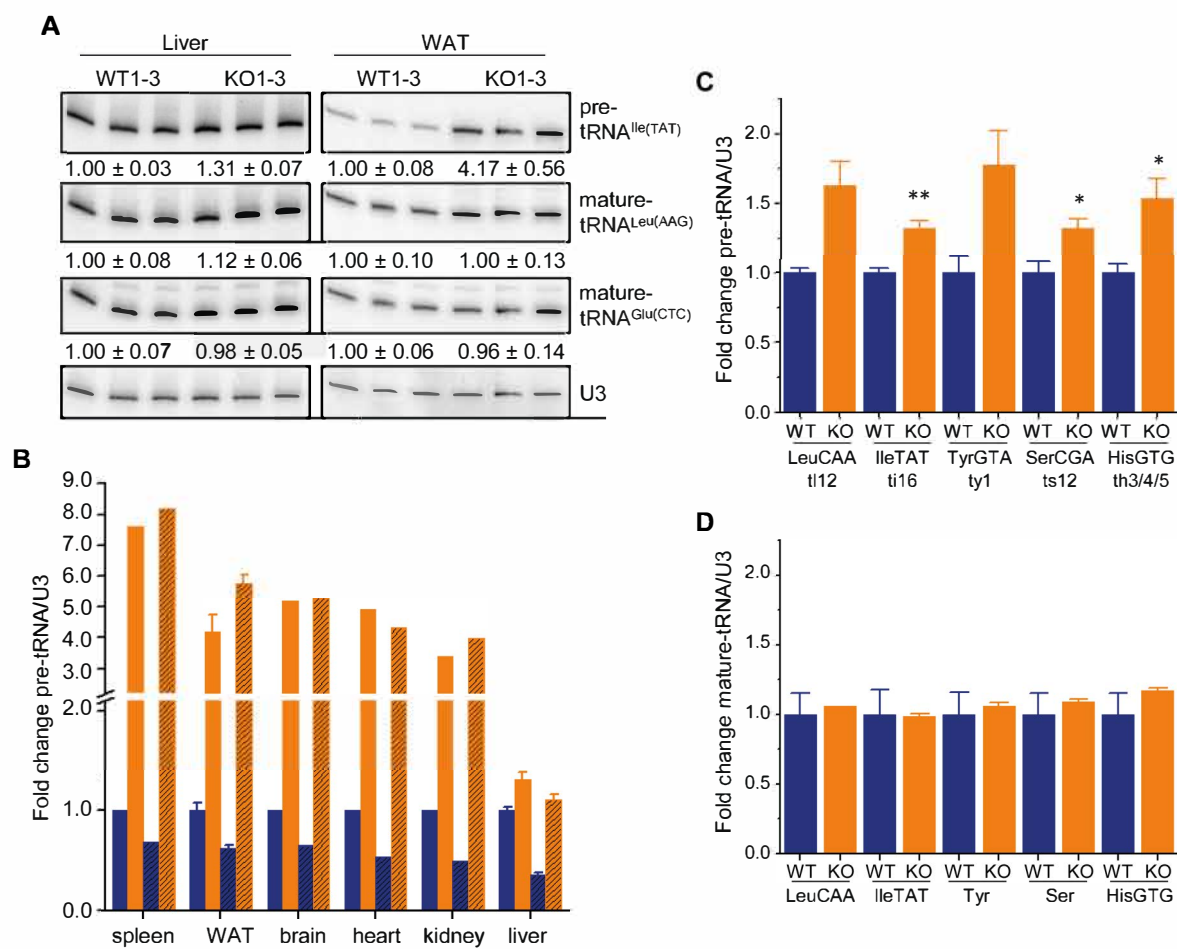 A
Liver WAT
WT1-3 KO1-3 WT1-3 KO1-3
pre-
tRNAIle(TAT)
1.00 ± 0.03 1.31 ± 0.07 1.00 ± 0.08 4.17 ± 0.56
mature-
tRNALeu(AAG)
1.00 ± 0.08 1.12 ± 0.06 1.00 ± 0.10 1.00 ± 0.13
mature-
tRNAGlu(CTC)
1.00 ± 0.07 0.98 ± 0.05 1.00 ± 0.06 0.96 ± 0.14
U3
B
Fold change pre-tRNA/U3
9.0
8.0
7.0
6.0
5.0
4.0
3.0
2.0
1.0
0.0
spleen WAT brain heart kidney liver
C
Fold change pre-tRNA/U3
2.0
1.5
1.0
0.5
0.0
** * *
WT KO WT KO WT KO WT KO WT KO
LeuCAA IleTAT TyrGTA SerCGA HisGTG
tl12 ti16 ty1 ts12 th3/4/5
D
Fold change mature-tRNA/U3
2.0
1.5
1.0
0.5
0.0
WT KO WT KO WT KO WT KO WT KO
LeuCAA IleTAT Tyr Ser HisGTG